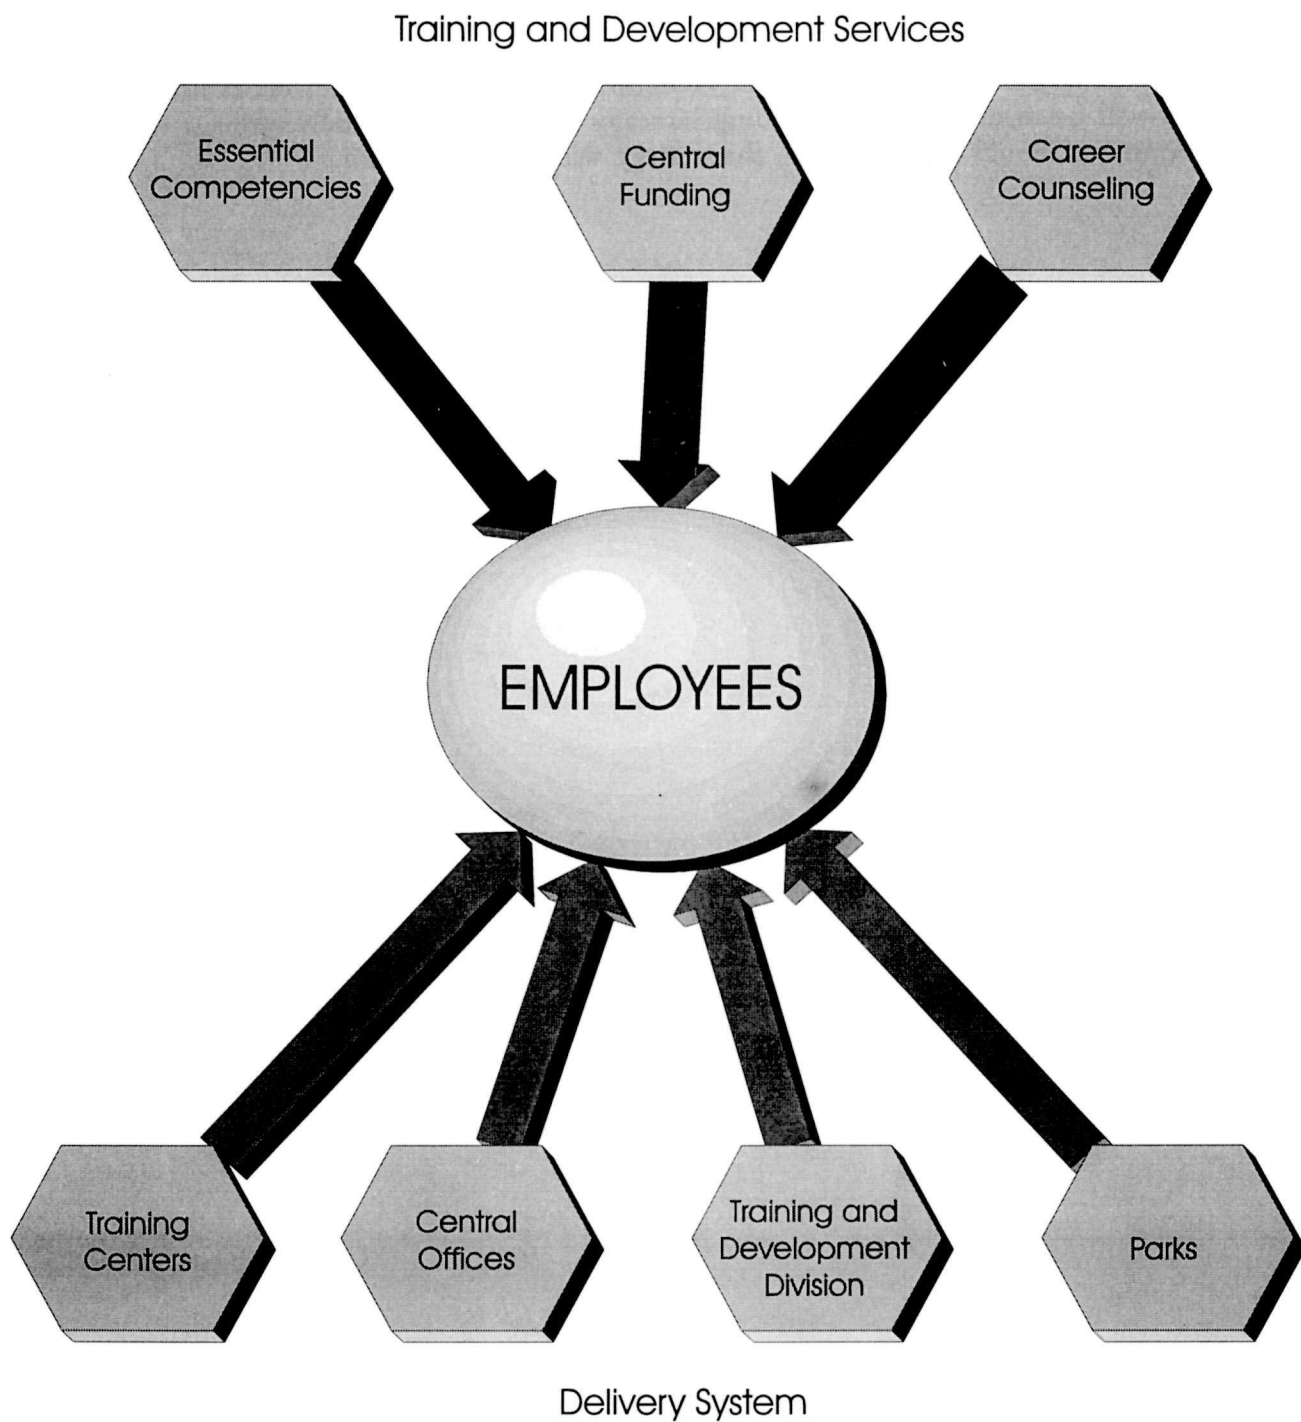 Training and Development Services
Essential
Competencies
Central
Funding
Career
Counseling
EMPLOYEES
Training
Centers
Central
Offices
Training and
Development
Division
Parks
Delivery System